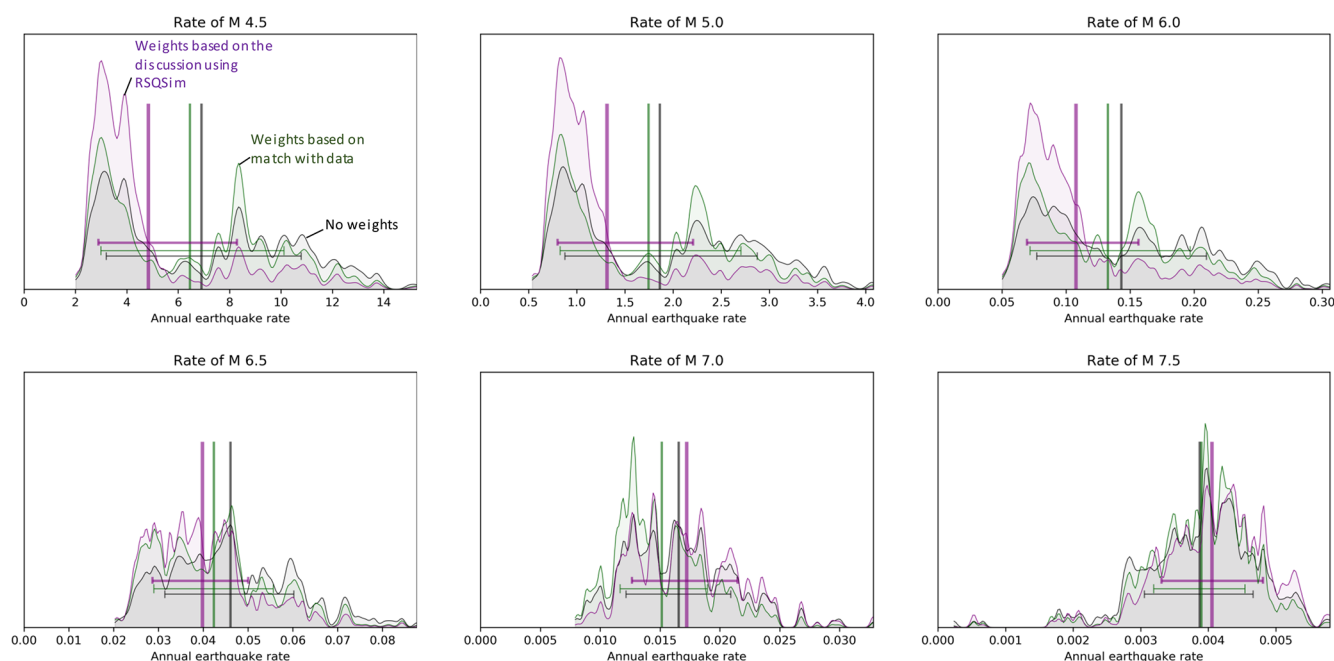 Rate of M 4.5
Rate of M 5.0
Rate of M 6.0
Weights based on the
discussion using
RSQSim
Weights based on
match with data
No weights
0 2 4 6 8 10 12 14
0.0 0.5 1.0 1.5 2.0 2.5 3.0 3.5 4.0
0.00 0.05 0.10 0.15 0.20 0.25 0.30
Annual earthquake rate
Annual earthquake rate
Annual earthquake rate
Rate of M 6.5
Rate of M 7.0
Rate of M 7.5
0.00 0.01 0.02 0.03 0.04 0.05 0.06 0.07 0.08
0.000 0.005 0.010 0.015 0.020 0.025 0.030
0.000 0.001 0.002 0.003 0.004 0.005
Annual earthquake rate
Annual earthquake rate
Annual earthquake rate